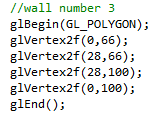 //wall number 3
glBegin(GL_POLYGON);
glVertex2f(0,66);
glVertex2f(28,66);
glVertex2f(28,100);
glVertex2f(0,100);
glEnd();